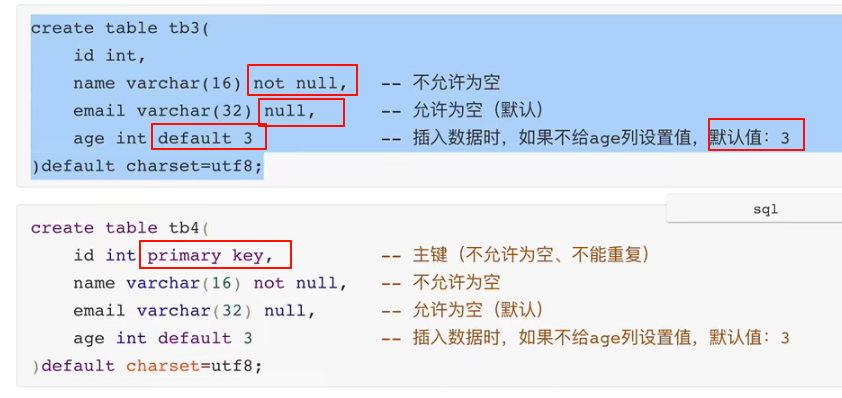 create table tb3(
    id int,
    name varchar(16) not null,   -- 不允许为空
    email varchar(32) null,      -- 允许为空（默认）
    age int default 3            -- 插入数据时，如果不给age列设置值，默认值：3
)default charset=utf8;
sql
create table tb4(
    id int primary key,          -- 主键（不允许为空、不能重复）
    name varchar(16) not null,   -- 不允许为空
    email varchar(32) null,      -- 允许为空（默认）
    age int default 3            -- 插入数据时，如果不给age列设置值，默认值：3
)default charset=utf8;